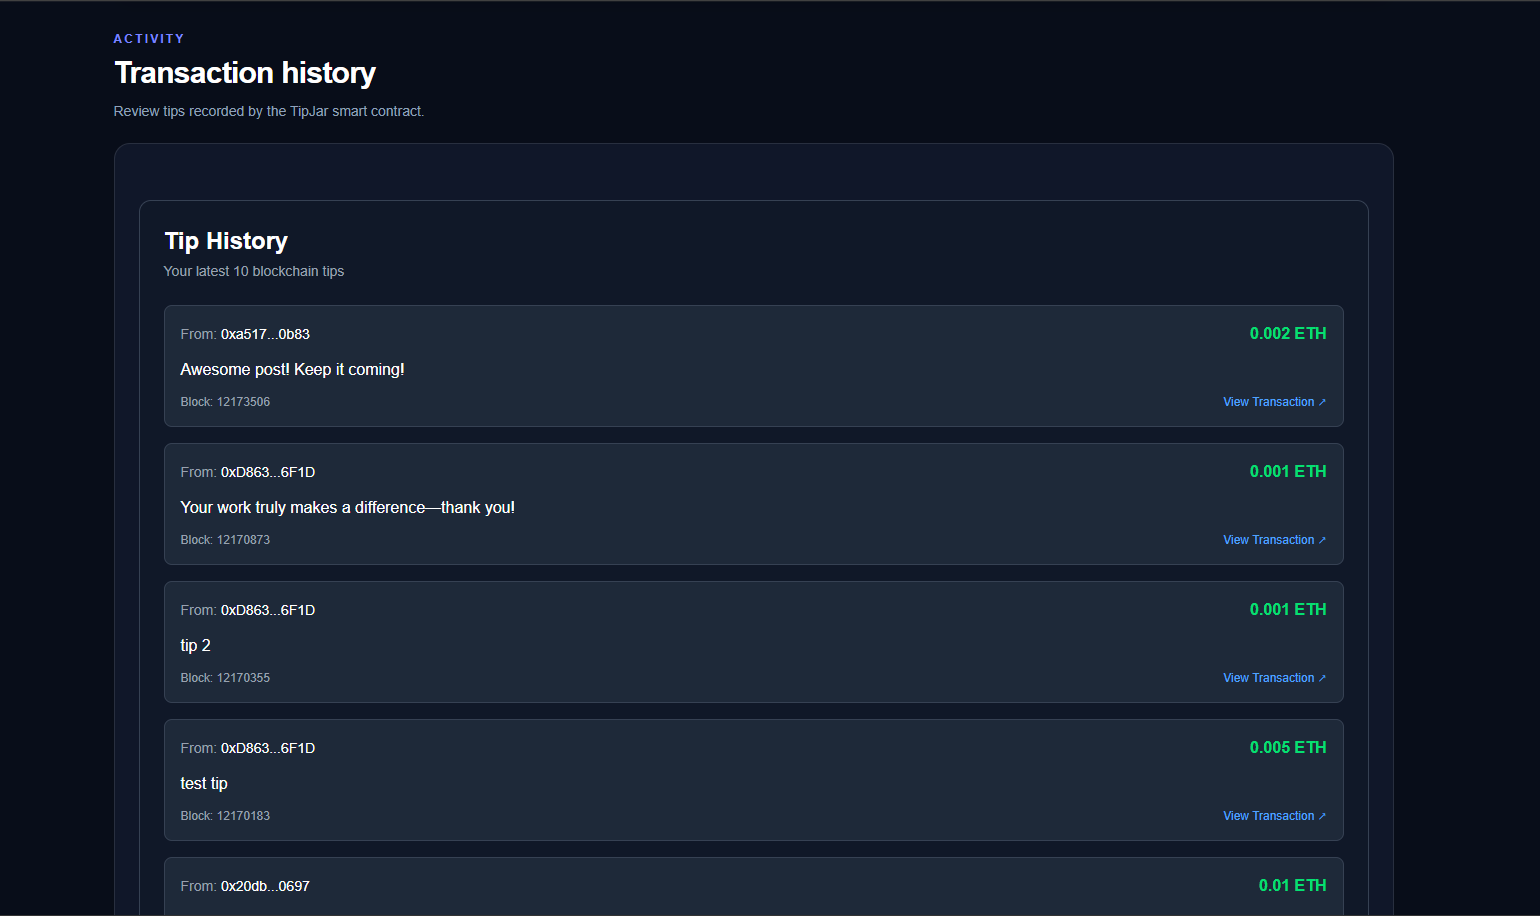 ACTIVITY
Transaction history
Review tips recorded by the TipJar smart contract.
Tip History
Your latest 10 blockchain tips
From: 0xa517...0b83 0.002 ETH
Awesome post! Keep it coming!
Block: 12173506 View Transaction ↗
From: 0xD863...6F1D 0.001 ETH
Your work truly makes a difference—thank you!
Block: 12170873 View Transaction ↗
From: 0xD863...6F1D 0.001 ETH
tip 2
Block: 12170355 View Transaction ↗
From: 0xD863...6F1D 0.005 ETH
test tip
Block: 12170183 View Transaction ↗
From: 0x20db...0697 0.01 ETH